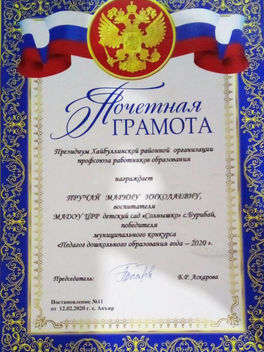 Почетная
ГРАМОТА
Президиум Хайбуллинской районной организации
профсоюза работников образования
награждает
ПРУЧАЙ МАРИНУ НИКОЛАЕВНУ,
воспитателя
МАДОУ ЦРР детский сад «Солнышко» с.Бурибай,
победителя
муниципального конкурса
«Педагог дошкольного образования года – 2020 ».
Председатель: Б.Р. Аскарова
Постановление №11
от 12.02.2020 г. с. Акъяр